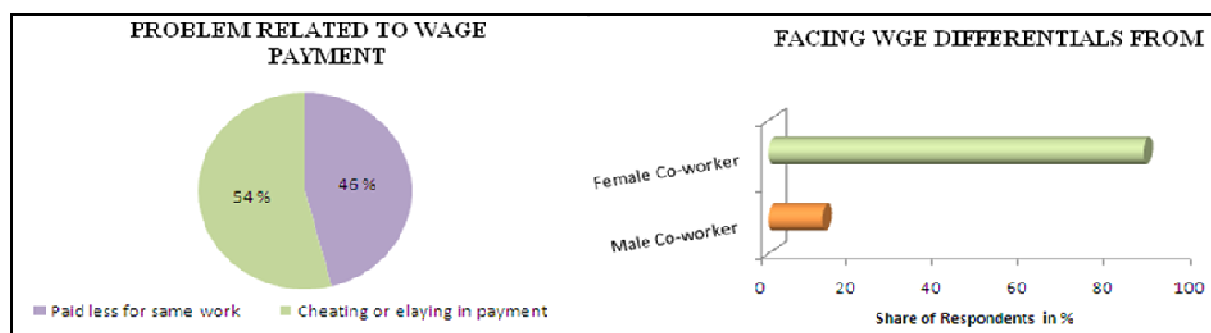 PROBLEM RELATED TO WAGE
PAYMENT
54 %
46 %
Paid less for same work
Cheating or elaying in payment
FACING WGE DIFFERENTIALS FROM
Female Co-worker
Male Co-worker
0 20 40 60 80 100
Share of Respondents in %